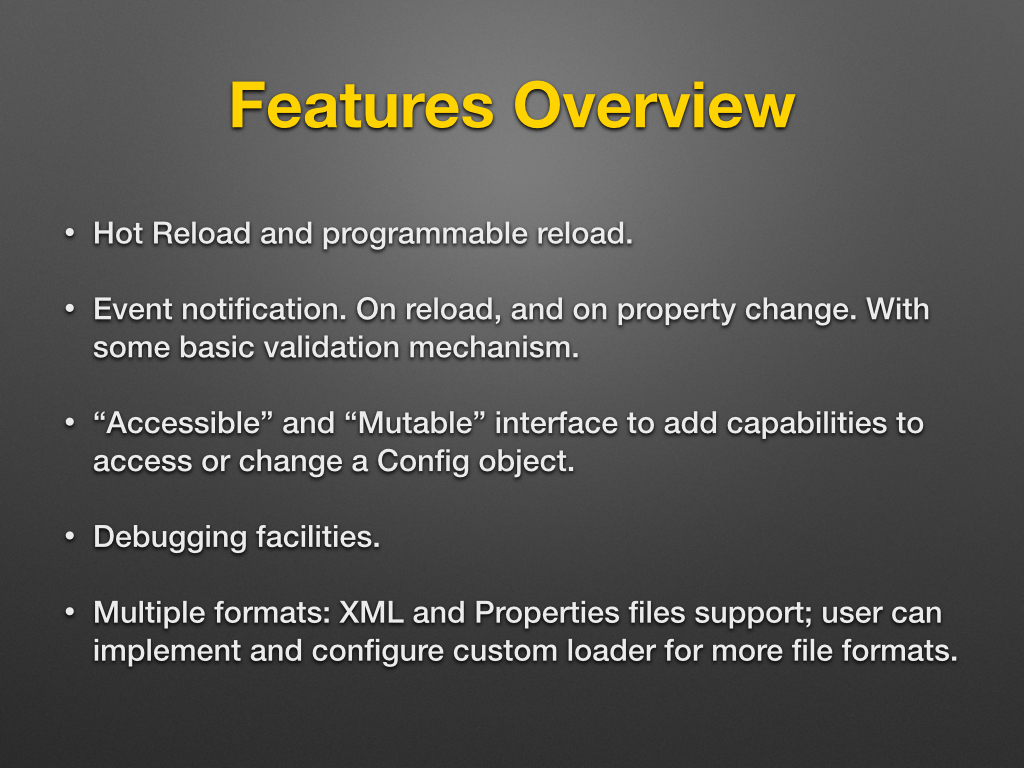 Features Overview
• Hot Reload and programmable reload.
• Event notification. On reload, and on property change. With
some basic validation mechanism.
• “Accessible” and “Mutable” interface to add capabilities to
access or change a Config object.
• Debugging facilities.
• Multiple formats: XML and Properties files support; user can
implement and configure custom loader for more file formats.